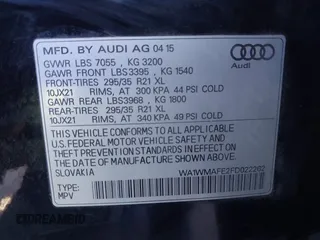 MFD. BY AUDI AG 04 15
GVWR LBS 7055 , KG 3200
GAWR FRONT LBS3395 , KG 1540
FRONT-TIRES 295/35 R21 XL
10JX21 RIMS, AT 300 KPA 44 PSI COLD
GAWR REAR LBS3968 , KG 1800
REAR-TIRES 295/35 R21 XL
10JX21 RIMS, AT 340 KPA 49 PSI COLD
THIS VEHICLE CONFORMS TO ALL APPLICABLE
U.S. FEDERAL MOTOR VEHICLE SAFETY AND
THEFT PREVENTION STANDARDS IN EFFECT ON
THE DATE OF MANUFACTURE SHOWN ABOVE
SLOVAKIA WA1WMAFE2FD022202
TYPE:
MPV
Audi
© IDREAMBID